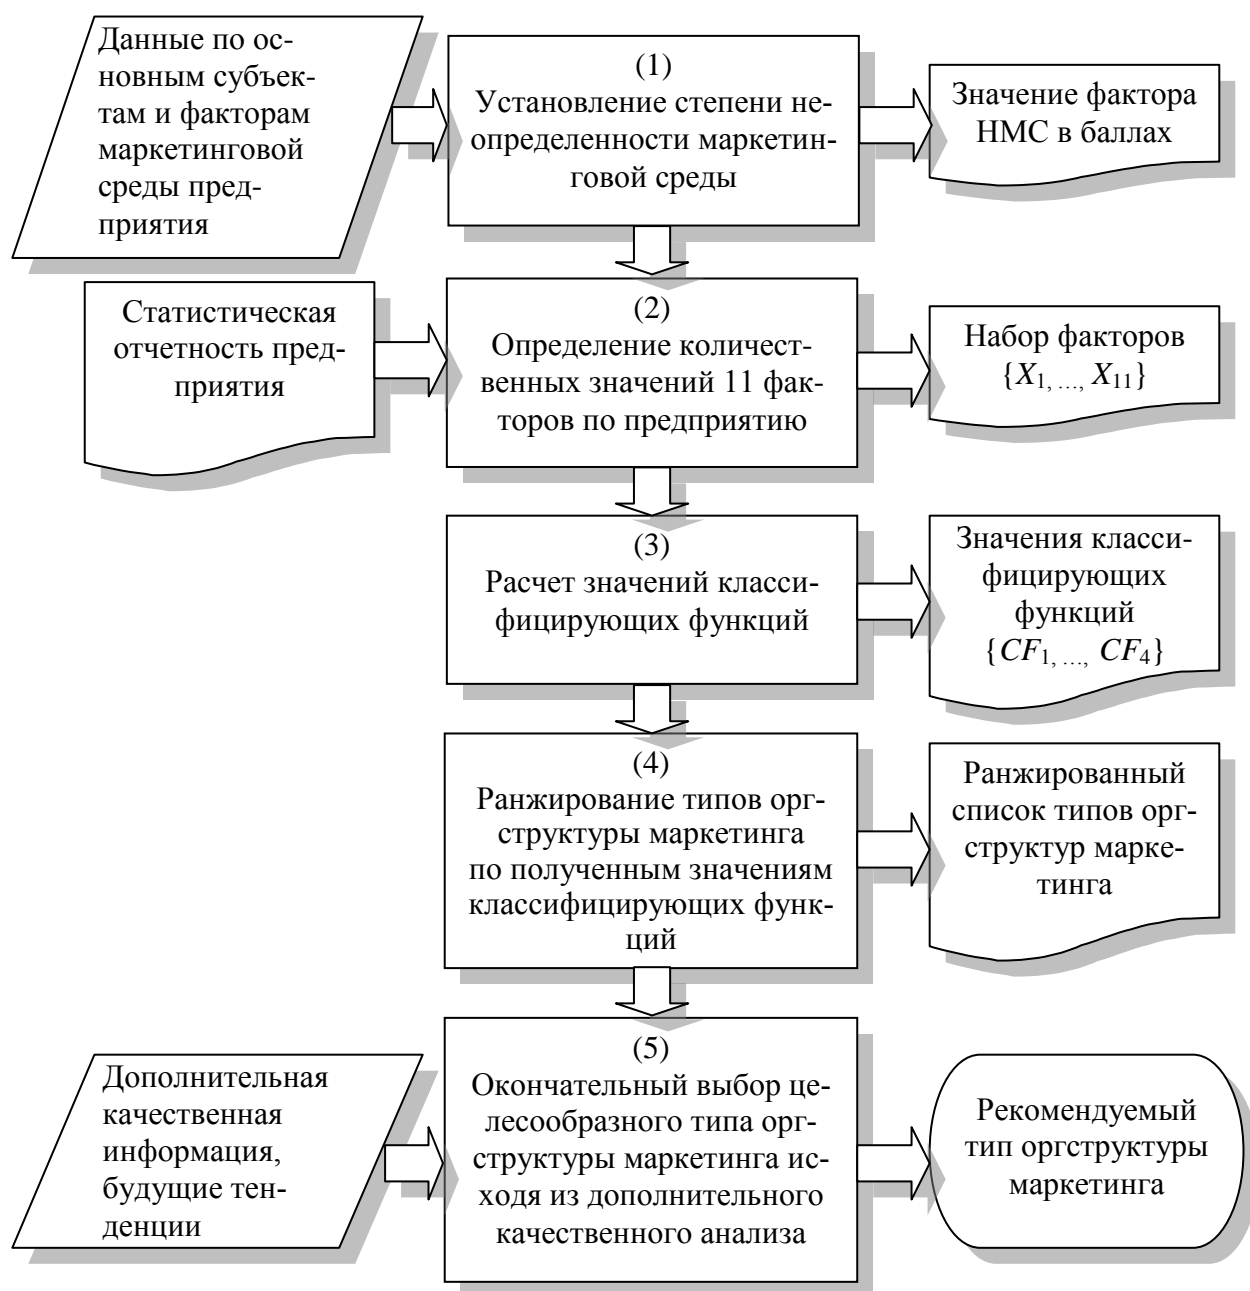 Данные по ос-
новным субъек-
там и факторам
маркетинговой
среды пред-
приятия
(1)
Установление степени не-
определенности маркетин-
говой среды
Значение фактора
НМС в баллах
Статистическая
отчетность пред-
приятия
(2)
Определение количест-
венных значений 11 фак-
торов по предприятию
Набор факторов
{X1, ..., X11}
(3)
Расчет значений класси-
фицирующих функций
Значения класси-
фицирующих
функций
{CF1, ..., CF4}
(4)
Ранжирование типов орг-
структуры маркетинга
по полученным значениям
классифицирующих функ-
ций
Ранжированный
список типов орг-
структур марке-
тинга
Дополнительная
качественная
информация,
будущие тен-
денции
(5)
Окончательный выбор це-
лесообразного типа орг-
структуры маркетинга ис-
ходя из дополнительного
качественного анализа
Рекомендуемый
тип оргструктуры
маркетинга